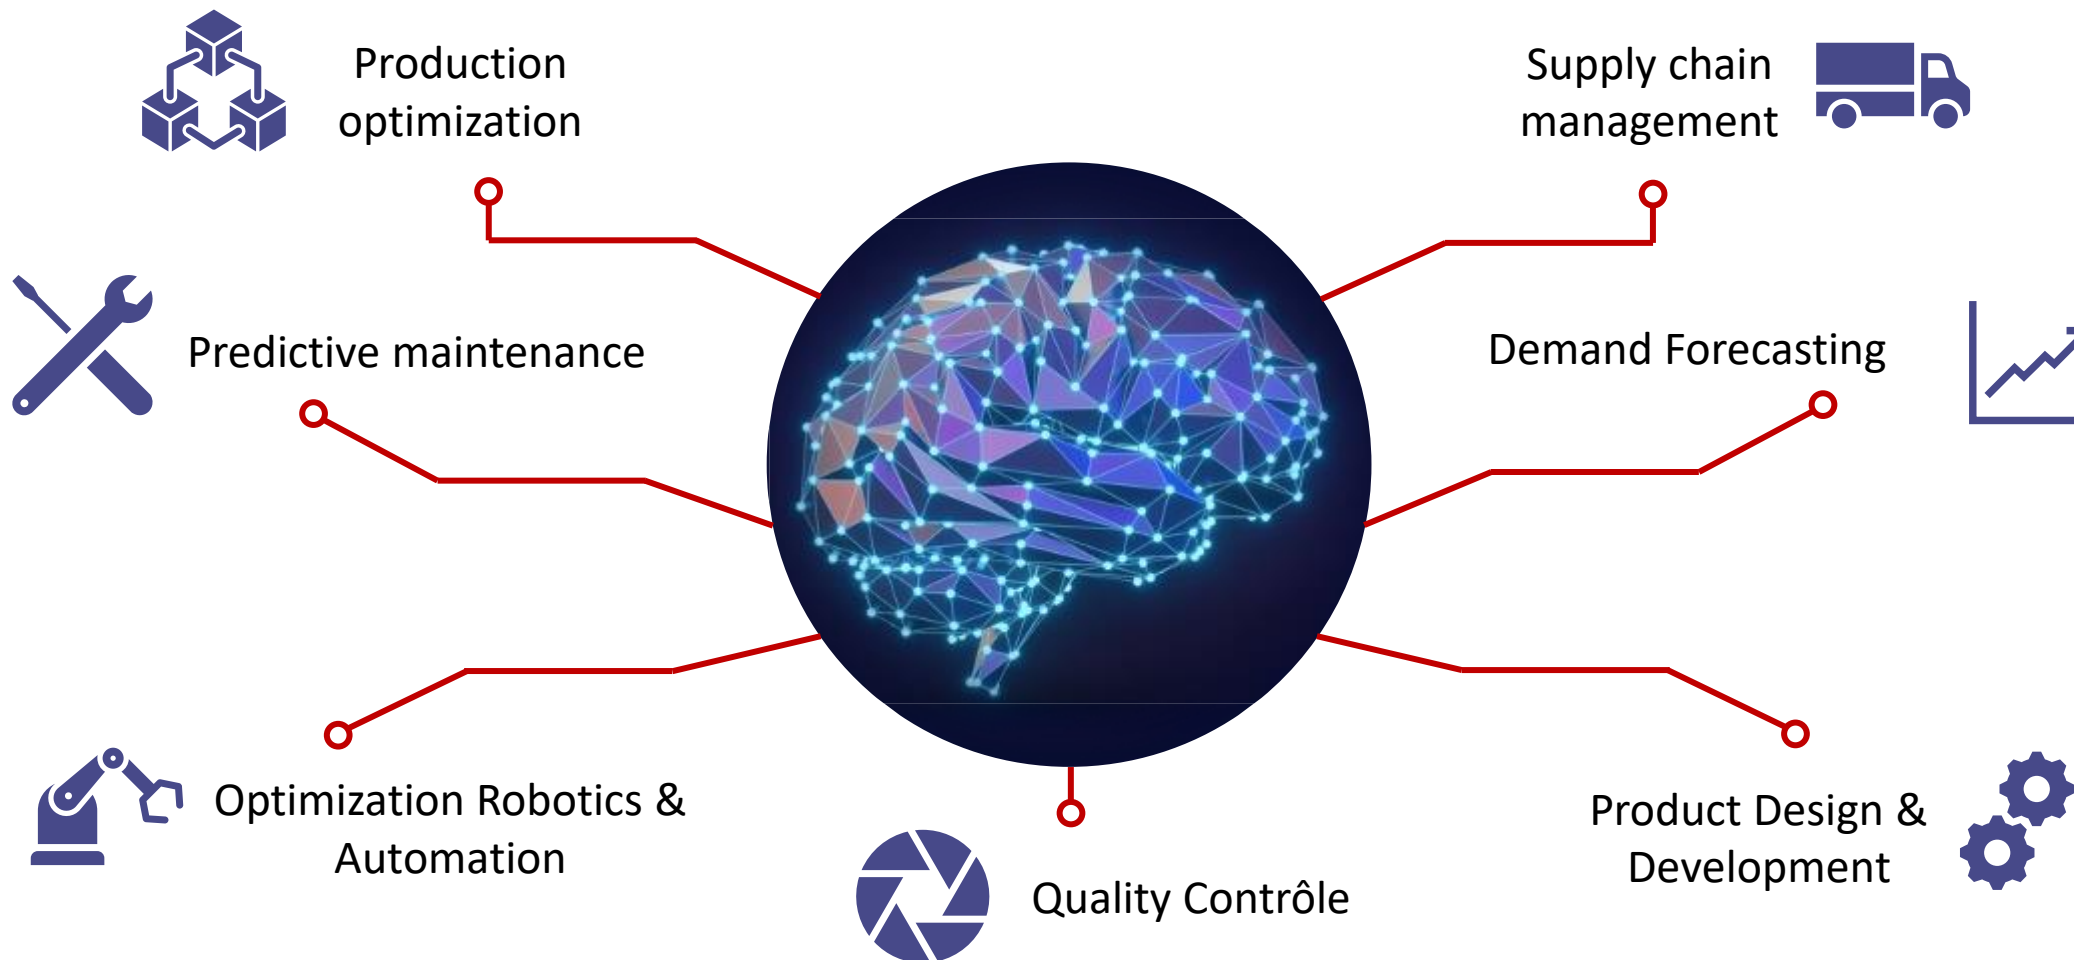 Production
optimization
Supply chain
management
Predictive maintenance
Demand Forecasting
Optimization Robotics &
Automation
Quality Contrôle
Product Design &
Development